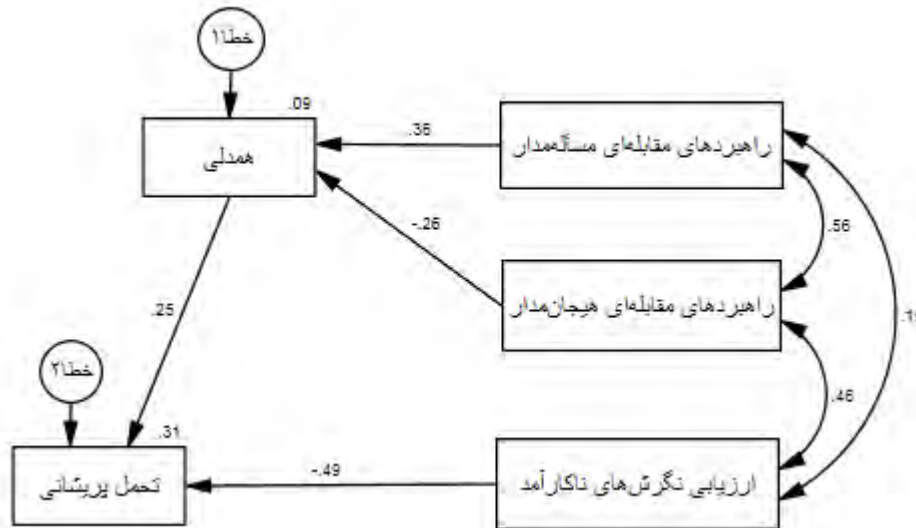 خطا۱
.09
همدلی
.36
راهبردهای مقابله‌ای مسأله‌مدار
-.26
.56
راهبردهای مقابله‌ای هیجان‌مدار
.25
خطا۲
.46
.31
تحمل پریشانی
-.49
ارزیابی نگرش‌های ناکارآمد